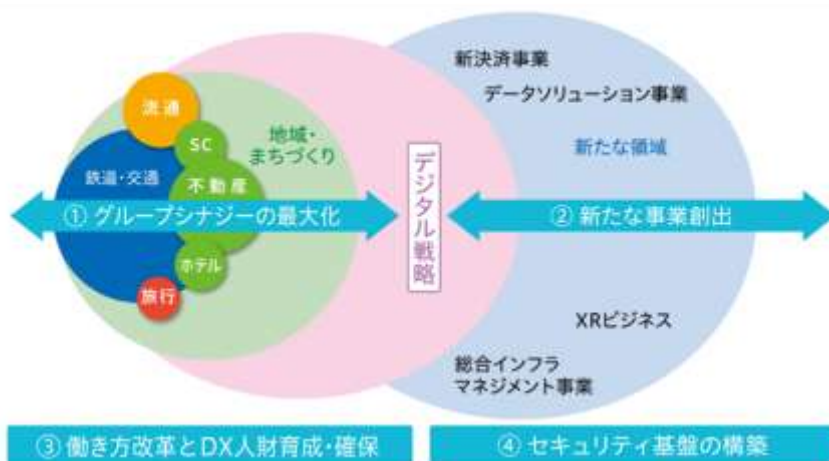 新決済事業
データソリューション事業
流通
SC
地域・
まちづくり
新たな領域
鉄道・交通
不動産
デジタル戦略
① グループシナジーの最大化
② 新たな事業創出
ホテル
旅行
XRビジネス
総合インフラ
マネジメント事業
③ 働き方改革とDX人財育成・確保
④ セキュリティ基盤の構築